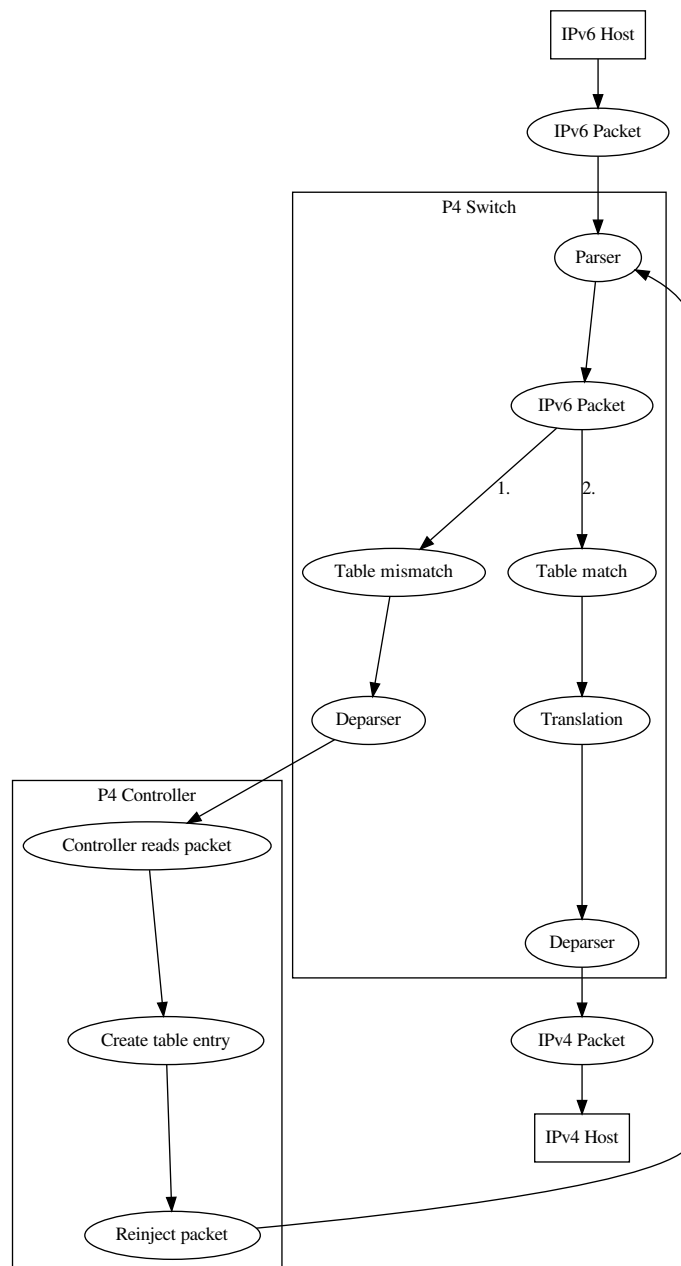 IPv6 Host
IPv6 Packet
P4 Switch
Parser
IPv6 Packet
1.
2.
Table mismatch
Table match
Deparser
Translation
P4 Controller
Controller reads packet
Deparser
Create table entry
IPv4 Packet
IPv4 Host
Reinject packet